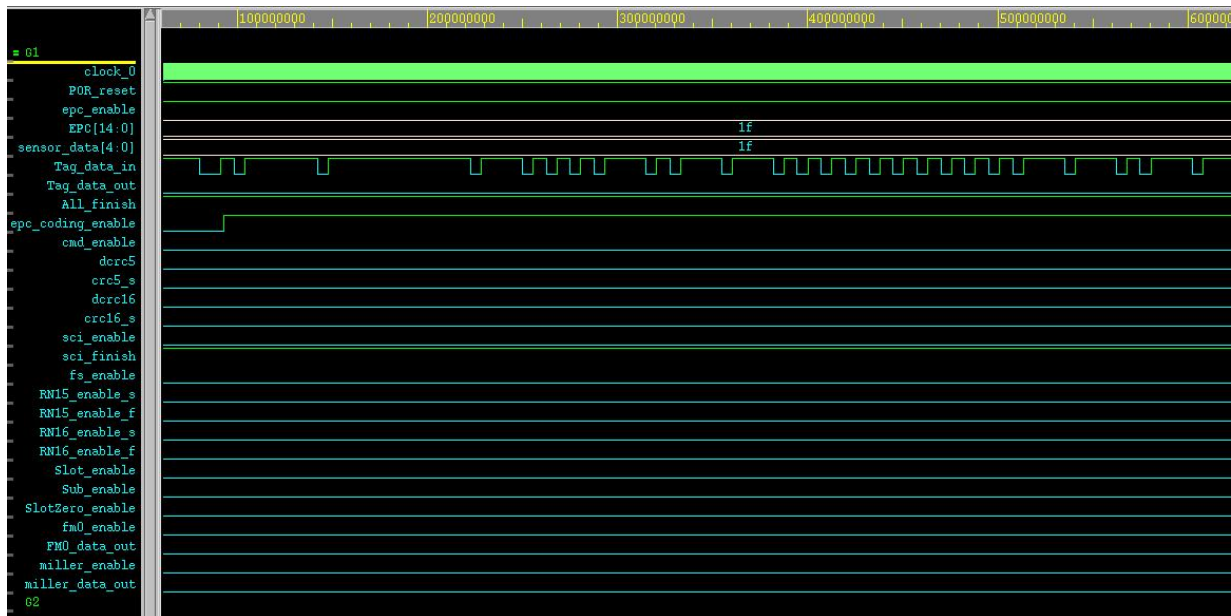 100000000 200000000 300000000 400000000 500000000 600000
G1
clock_0
POR_reset
epc_enable
EPC[14:0] 1f
sensor_data[4:0] 1f
Tag_data_in
Tag_data_out
All_finish
epc_coding_enable
cmd_enable
dcrc5
crc5_s
dcrc16
crc16_s
sci_enable
sci_finish
fs_enable
RN15_enable_s
RN15_enable_f
RN16_enable_s
RN16_enable_f
Slot_enable
Sub_enable
SlotZero_enable
fm0_enable
FM0_data_out
miller_enable
miller_data_out
G2